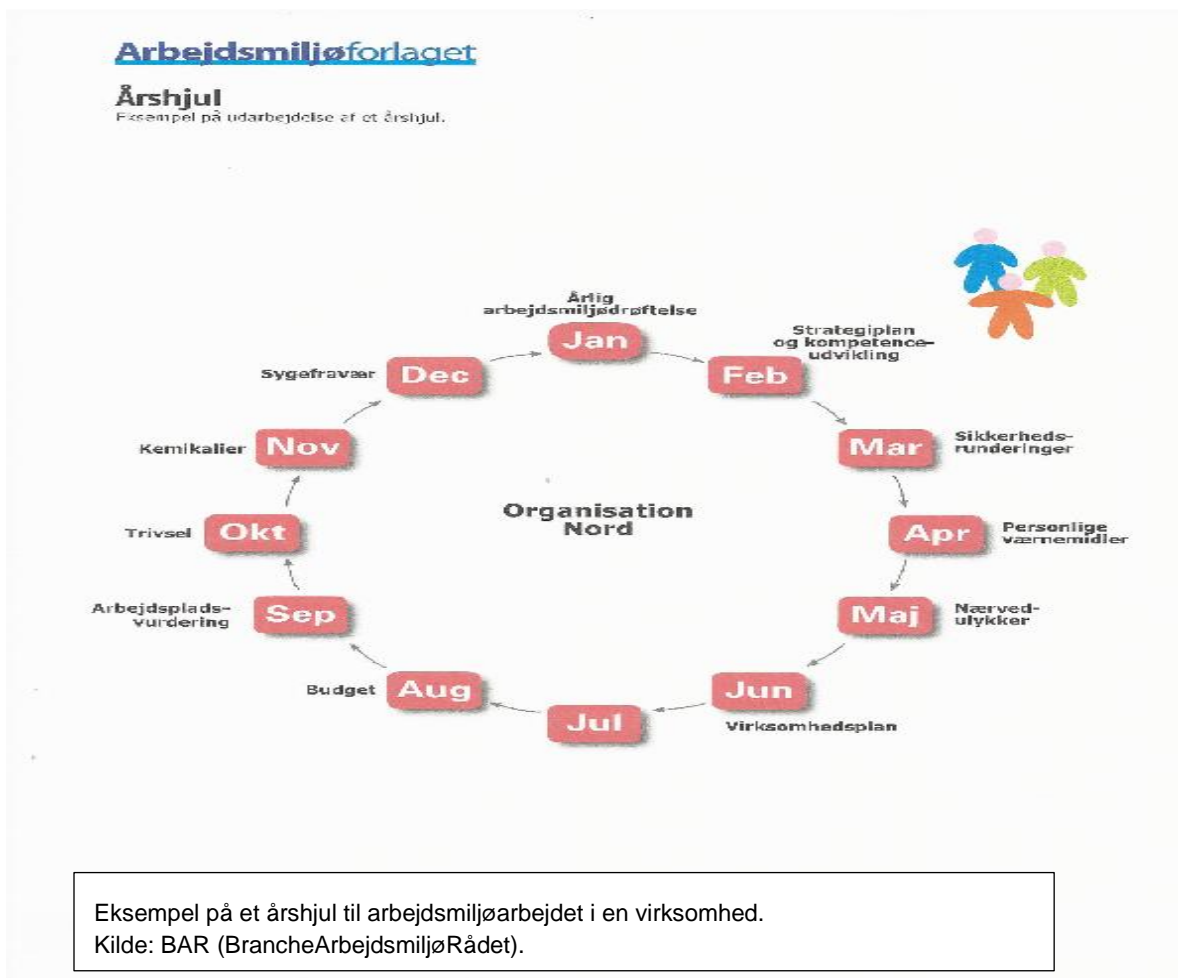 Arbejdsmiljøforlaget
Årshjul
Eksempel på udarbejdelse af et årshjul.
Årlig
arbejdsmiljødrøftelse
Jan
Strategiplan
og kompetence-
udvikling
Feb
Sikkerheds-
runderinger
Mar
Personlige
værnemidler
Apr
Nærved-
ulykker
Maj
Jun
Virksomhedsplan
Jul
Budget
Aug
Arbejdsplads-
vurdering
Sep
Trivsel
Okt
Kemikalier
Nov
Sygefravær
Dec
Organisation
Nord
Eksempel på et årshjul til arbejdsmiljøarbejdet i en virksomhed.
Kilde: BAR (BrancheArbejdsmiljøRådet).